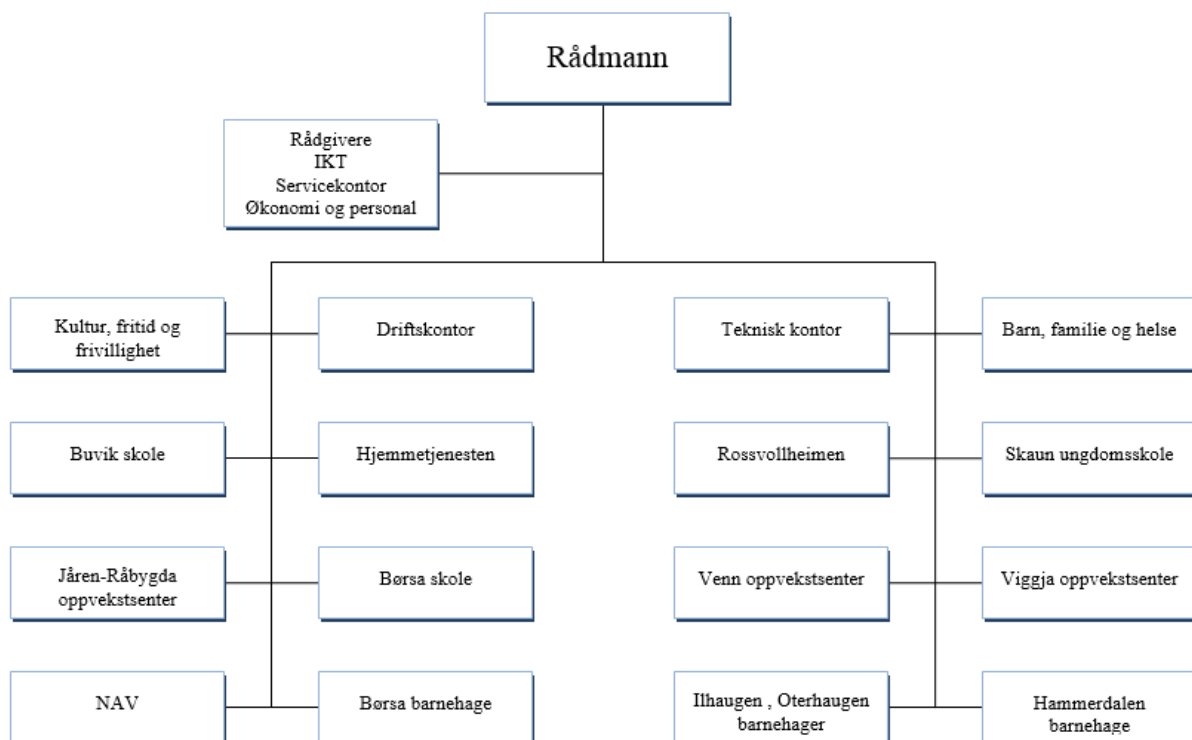 Rådmann
Rådgivere
IKT
Servicekontor
Økonomi og personal
Kultur, fritid og
frivillighet
Driftskontor
Teknisk kontor
Barn, familie og helse
Buvik skole
Hjemmetjenesten
Rossvollheimen
Skaun ungdomsskole
Jåren-Råbygda
oppvekstsenter
Børsa skole
Venn oppvekstsenter
Viggja oppvekstsenter
NAV
Børsa barnehage
Ilhaugen , Oterhaugen
barnehager
Hammerdalen
barnehage